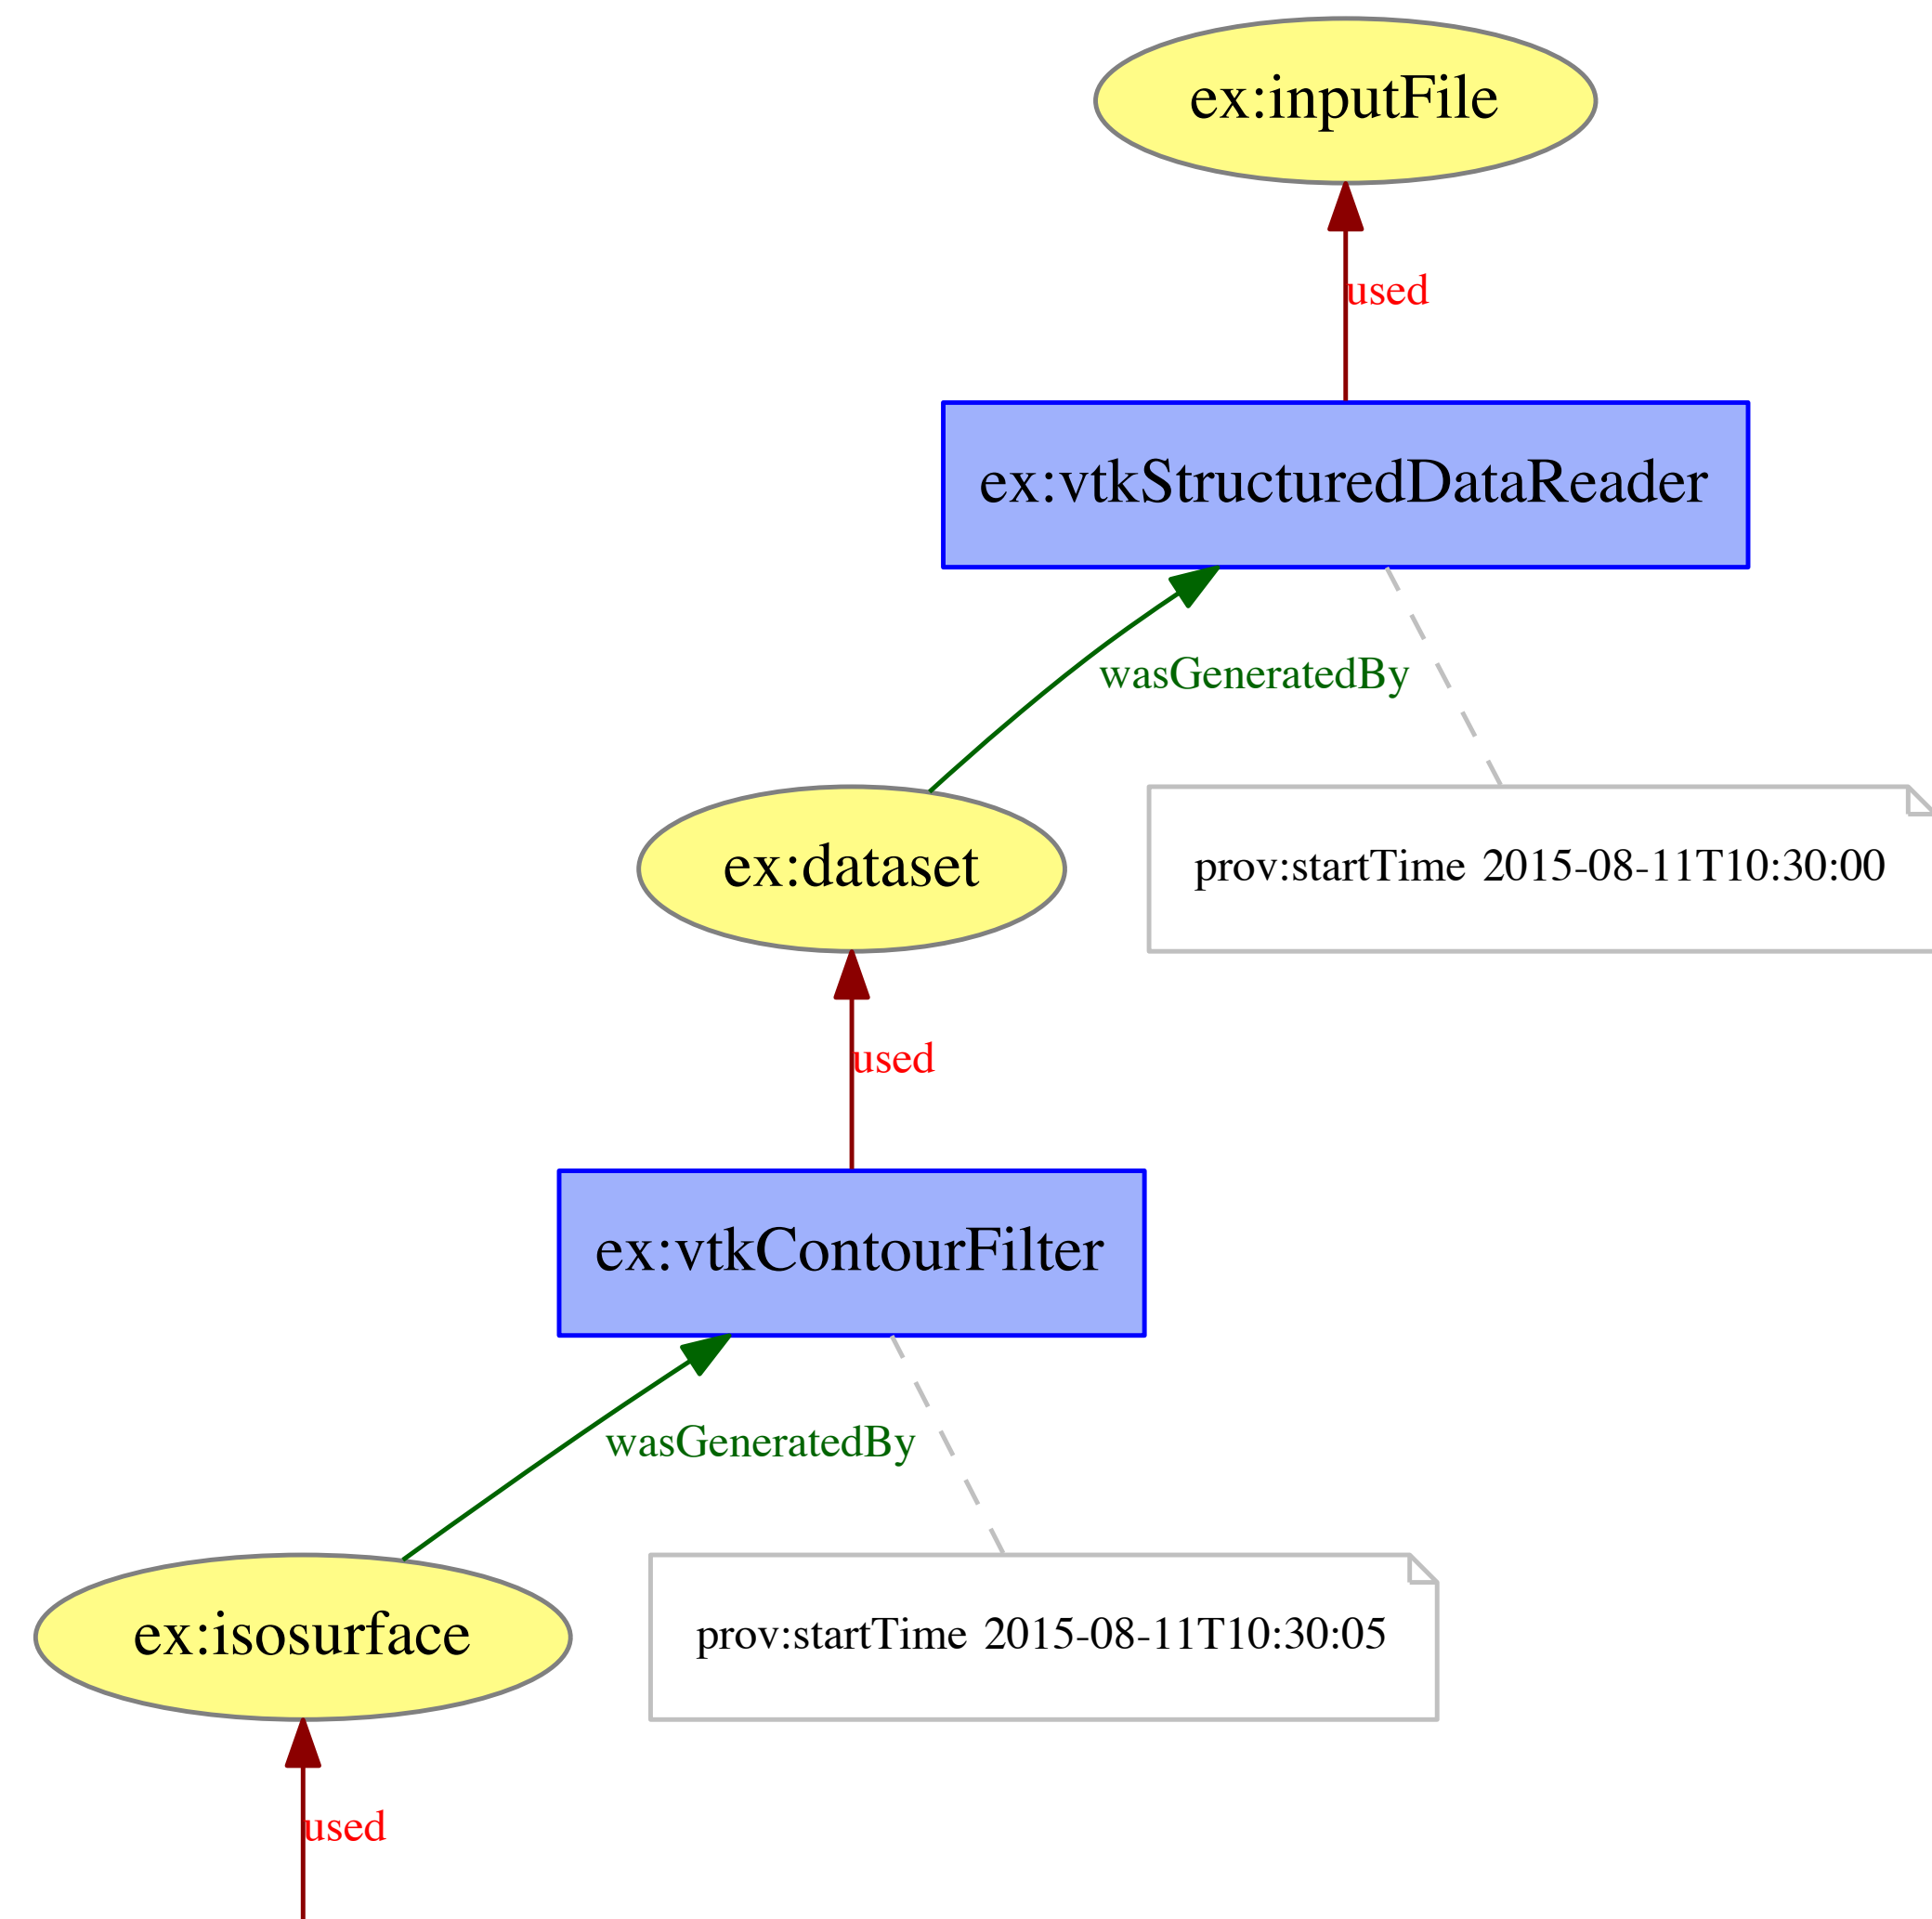 ex:inputFile
used
ex:vtkStructuredDataReader
wasGeneratedBy
ex:dataset
prov:startTime 2015-08-11T10:30:00
used
ex:vtkContourFilter
wasGeneratedBy
ex:isosurface
prov:startTime 2015-08-11T10:30:05
used